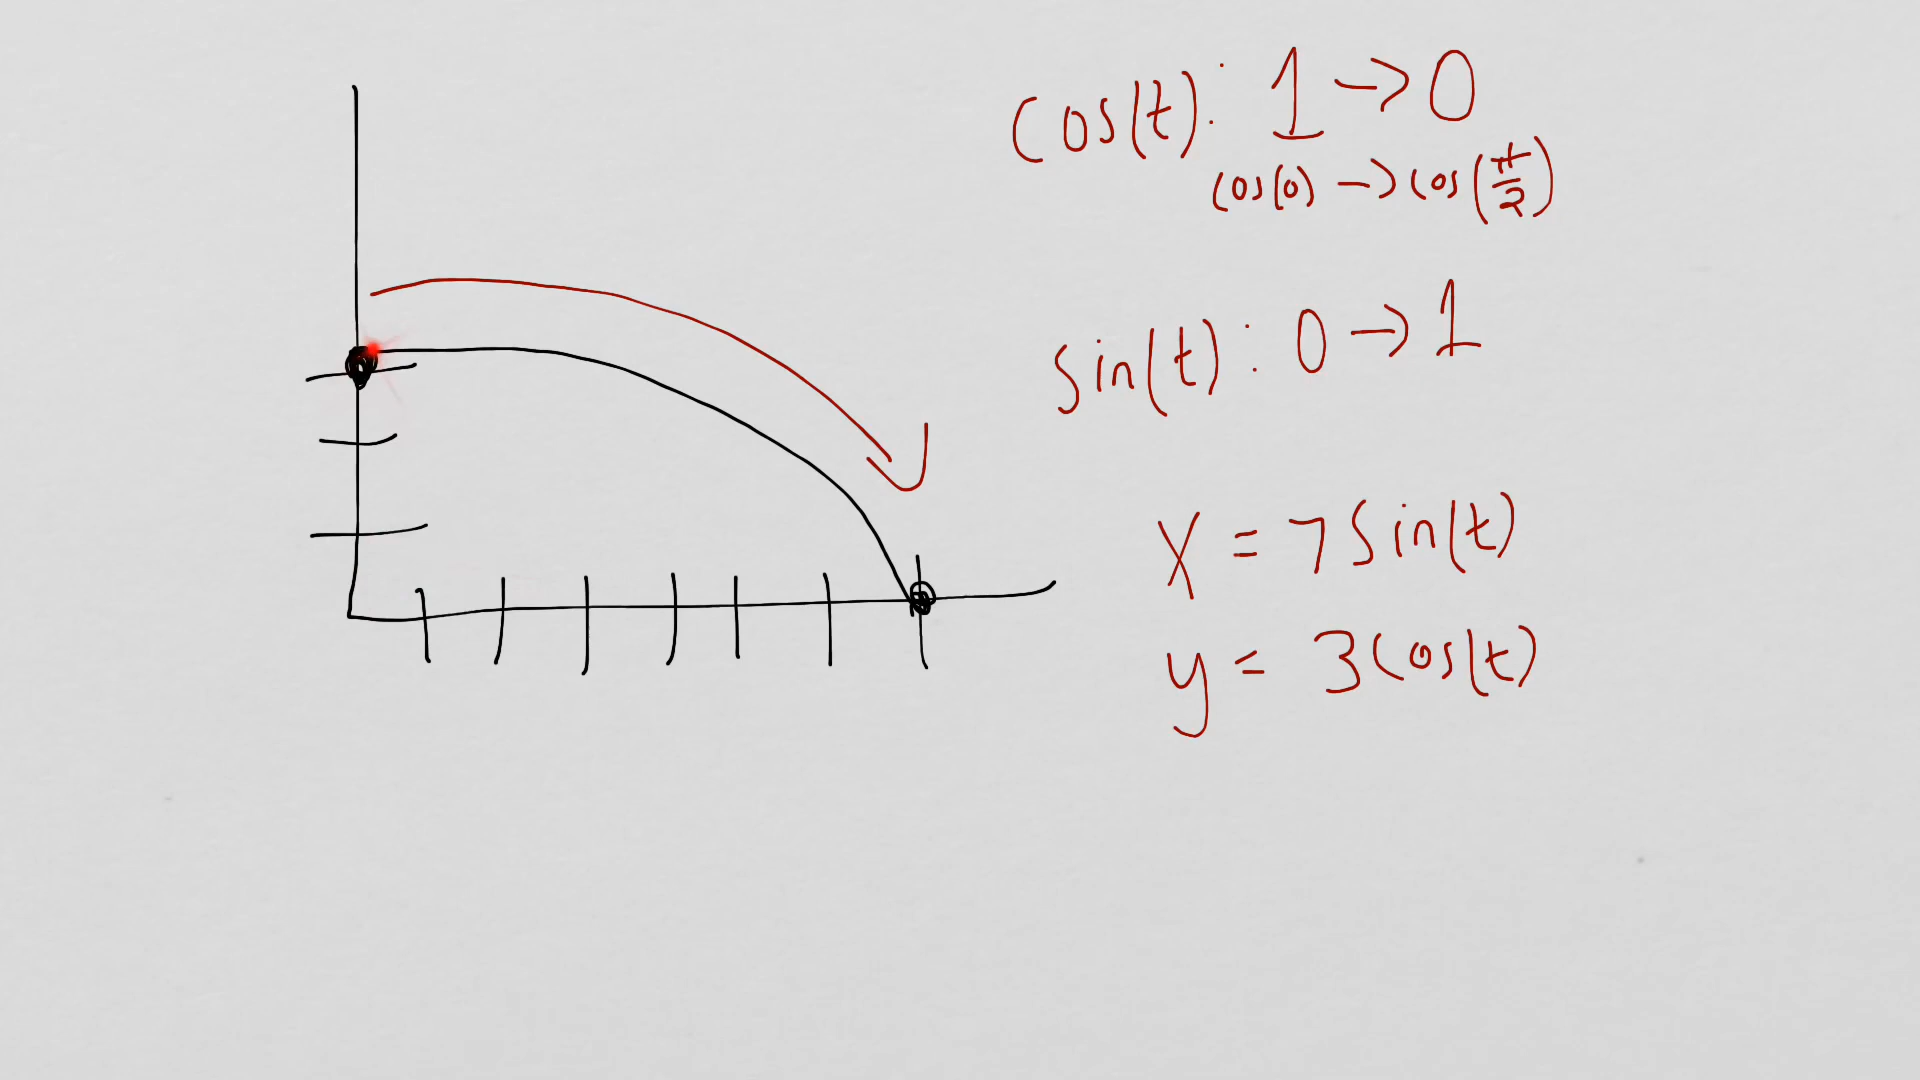 cos(t): 1 → 0
cos(0) → cos(π/2)
sin(t): 0 → 1
x = 7sin(t)
y = 3cos(t)